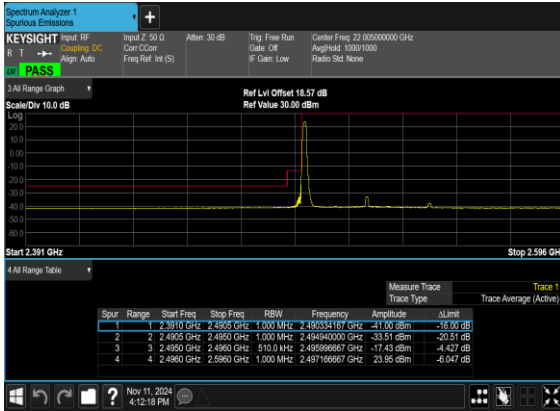 Spectrum Analyzer 1
Spurious Emissions
+
KEYSIGHT Input: RF Input Z: 50 Ω Atten: 30 dB Trig: Free Run Center Freq: 22.005000000 GHz
R T Coupling: DC Corr CCorr Gate: Off Avg|Hold: 1000/1000
Align: Auto Freq Ref: Int (S) IF Gain: Low Radio Std: None
PASS
3 All Range Graph
Ref Lvl Offset 18.57 dB
Scale/Div 10.0 dB Ref Value 30.00 dBm
Log
20.0
10.0
0.00
-10.0
-20.0
-30.0
-40.0
-50.0
-60.0
Start 2.391 GHz Stop 2.596 GH
4 All Range Table
Measure Trace Trace 1
Trace Type Trace Average (Active)
Spur Range Start Freq Stop Freq RBW Frequency Amplitude ΔLimit
1 1 2.3910 GHz 2.4905 GHz 1.000 MHz 2.490334167 GHz -41.00 dBm -16.00 dB
2 2 2.4905 GHz 2.4950 GHz 1.000 MHz 2.494940000 GHz -33.51 dBm -20.51 dB
3 3 2.4950 GHz 2.4960 GHz 510.0 kHz 2.495996667 GHz -17.43 dBm -4.427 dB
4 4 2.4960 GHz 2.5960 GHz 1.000 MHz 2.497166667 GHz 23.95 dBm -6.047 dB
? Nov 11, 2024
4:12:18 PM